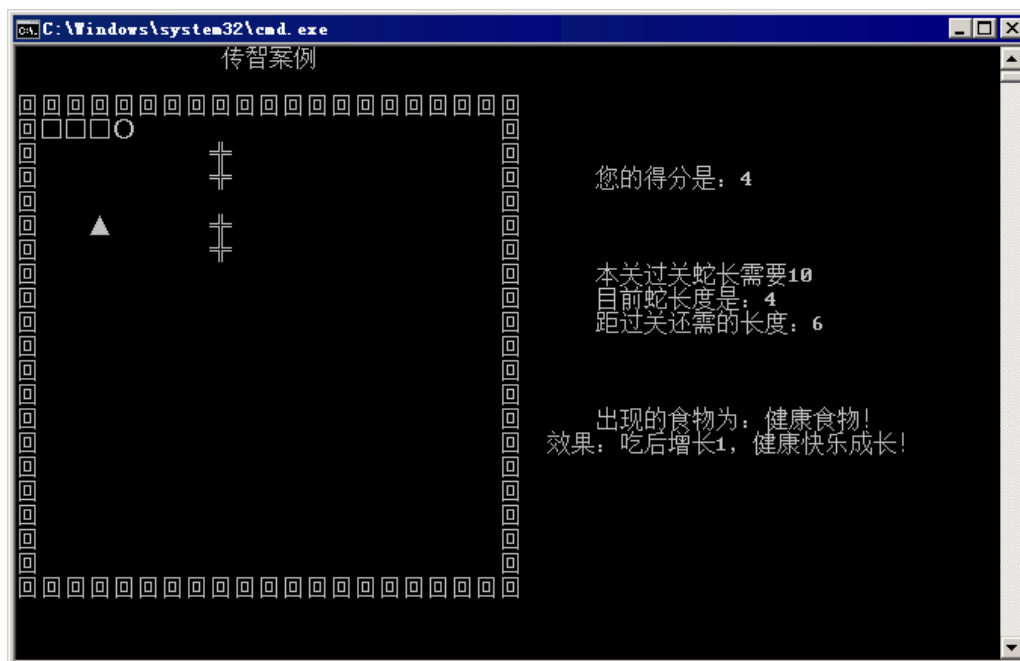 C:\Windows\system32\cmd.exe
传智案例
您的得分是：4
本关过关蛇长需要10
目前蛇长度是：4
距过关还需的长度：6
出现的食物为：健康食物！
效果：吃后增长1，健康快乐成长！